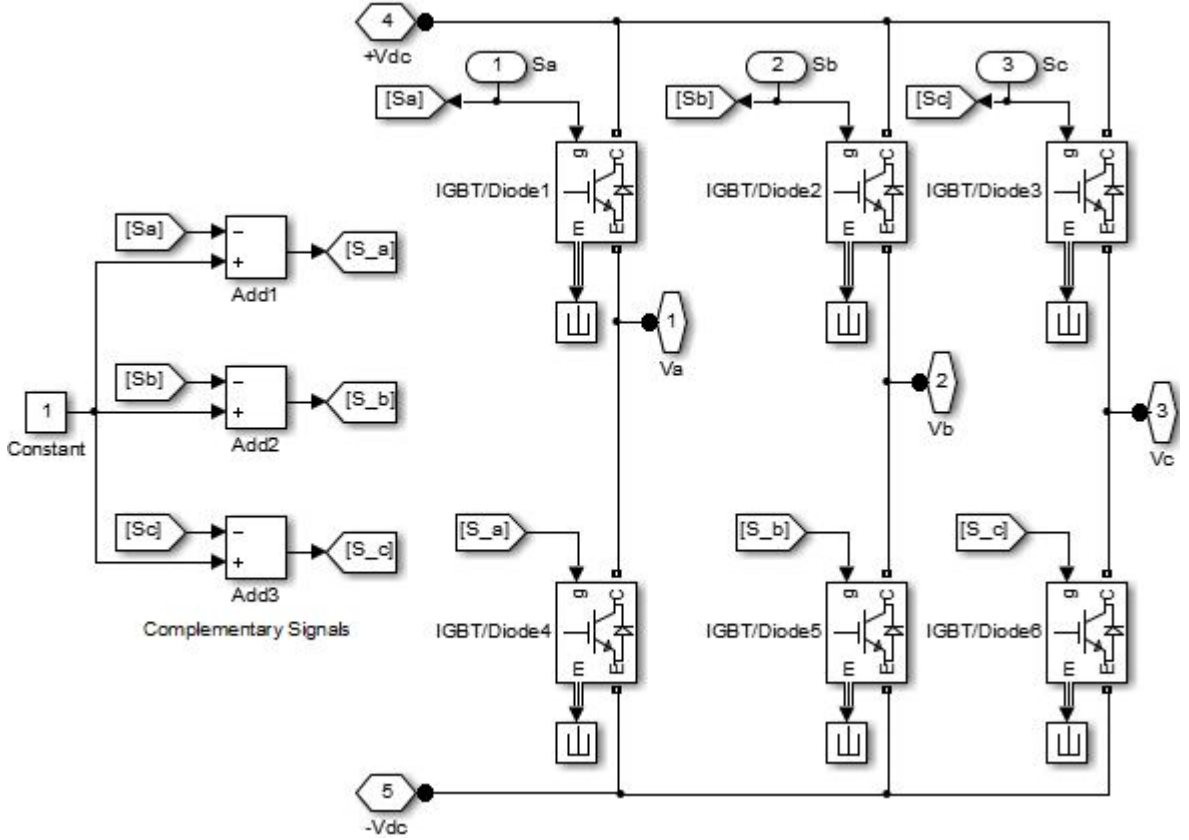 4
+Vdc
1
Sa
2
Sb
3
Sc
[Sa]
[Sb]
[Sc]
g
C
g
C
g
C
IGBT/Diode1
IGBT/Diode2
IGBT/Diode3
m
E
m
E
m
E
[Sa]
−
+
[S_a]
Add1
1
Va
2
Vb
3
Vc
[Sb]
−
+
[S_b]
Add2
1
Constant
[Sc]
−
+
[S_c]
Add3
Complementary Signals
[S_a]
[S_b]
[S_c]
g
C
g
C
g
C
IGBT/Diode4
IGBT/Diode5
IGBT/Diode6
m
E
m
E
m
E
5
-Vdc